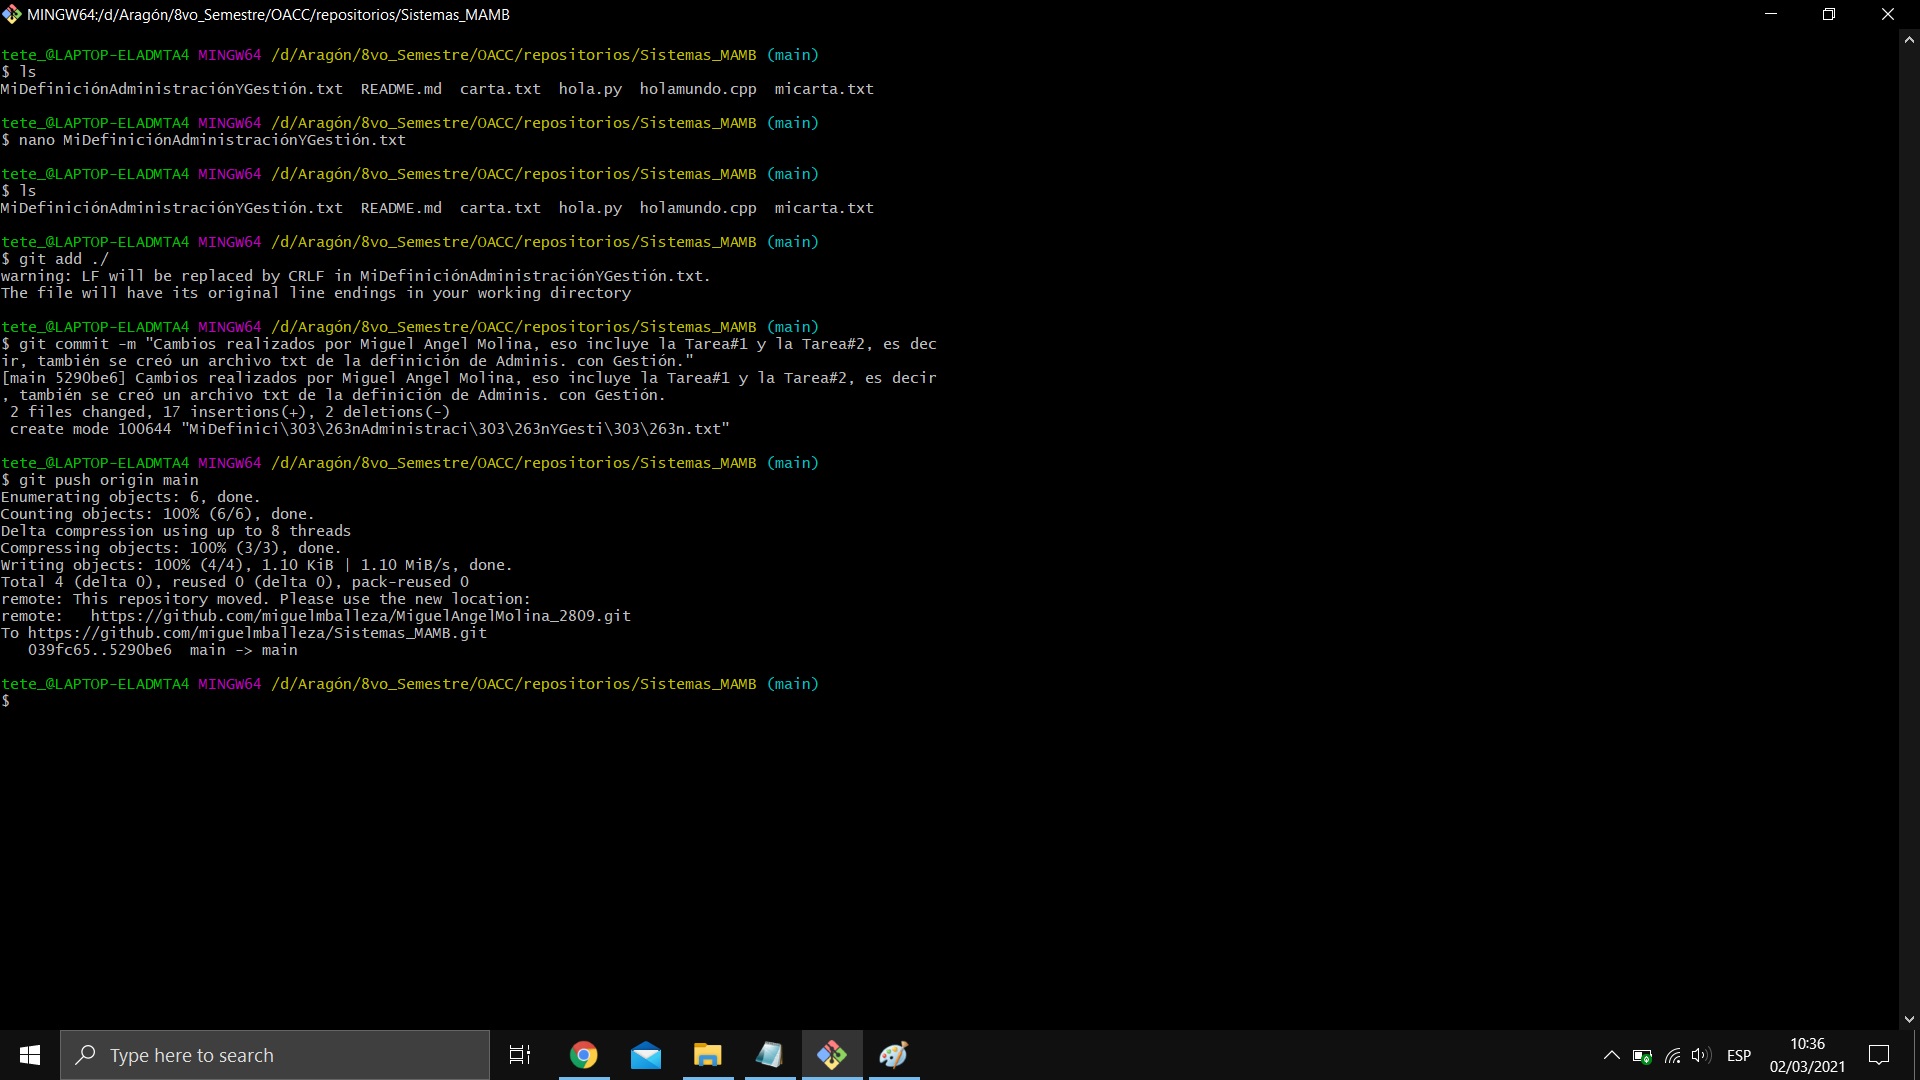 MINGW64:/d/Aragón/8vo_Semestre/OACC/repositorios/Sistemas_MAMB
tete_@LAPTOP-ELADMTA4 MINGW64 /d/Aragón/8vo_Semestre/OACC/repositorios/Sistemas_MAMB (main)
$ ls
MiDefiniciónAdministraciónYGestión.txt  README.md  carta.txt  hola.py  holamundo.cpp  micarta.txt
tete_@LAPTOP-ELADMTA4 MINGW64 /d/Aragón/8vo_Semestre/OACC/repositorios/Sistemas_MAMB (main)
$ nano MiDefiniciónAdministraciónYGestión.txt
tete_@LAPTOP-ELADMTA4 MINGW64 /d/Aragón/8vo_Semestre/OACC/repositorios/Sistemas_MAMB (main)
$ ls
MiDefiniciónAdministraciónYGestión.txt  README.md  carta.txt  hola.py  holamundo.cpp  micarta.txt
tete_@LAPTOP-ELADMTA4 MINGW64 /d/Aragón/8vo_Semestre/OACC/repositorios/Sistemas_MAMB (main)
$ git add ./
warning: LF will be replaced by CRLF in MiDefiniciónAdministraciónYGestión.txt.
The file will have its original line endings in your working directory
tete_@LAPTOP-ELADMTA4 MINGW64 /d/Aragón/8vo_Semestre/OACC/repositorios/Sistemas_MAMB (main)
$ git commit -m "Cambios realizados por Miguel Angel Molina, eso incluye la Tarea#1 y la Tarea#2, es dec
ir, también se creó un archivo txt de la definición de Adminis. con Gestión."
[main 5290be6] Cambios realizados por Miguel Angel Molina, eso incluye la Tarea#1 y la Tarea#2, es decir
, también se creó un archivo txt de la definición de Adminis. con Gestión.
 2 files changed, 17 insertions(+), 2 deletions(-)
 create mode 100644 "MiDefinici\303\263nAdministraci\303\263nYGesti\303\263n.txt"
tete_@LAPTOP-ELADMTA4 MINGW64 /d/Aragón/8vo_Semestre/OACC/repositorios/Sistemas_MAMB (main)
$ git push origin main
Enumerating objects: 6, done.
Counting objects: 100% (6/6), done.
Delta compression using up to 8 threads
Compressing objects: 100% (3/3), done.
Writing objects: 100% (4/4), 1.10 KiB | 1.10 MiB/s, done.
Total 4 (delta 0), reused 0 (delta 0), pack-reused 0
remote: This repository moved. Please use the new location:
remote:   https://github.com/miguelmballeza/MiguelAngelMolina_2809.git
To https://github.com/miguelmballeza/Sistemas_MAMB.git
   039fc65..5290be6  main -> main
tete_@LAPTOP-ELADMTA4 MINGW64 /d/Aragón/8vo_Semestre/OACC/repositorios/Sistemas_MAMB (main)
$
Type here to search
ESP
10:36
02/03/2021